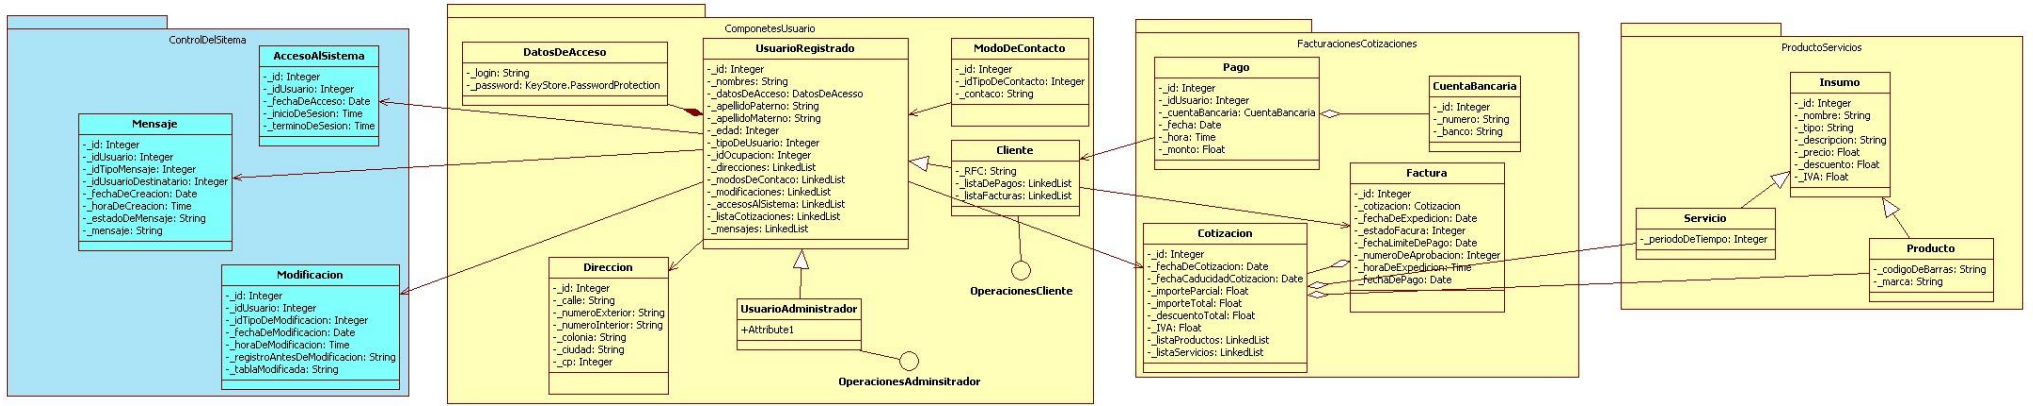 ControlDelSitema
AccesoAlSistema
-_id: Integer
-_idUsuario: Integer
-_fechaDeAcceso: Date
-_inicioDeSesion: Time
-_terminoDeSesion: Time
Mensaje
-_id: Integer
-_idUsuario: Integer
-_idTipoMensaje: Integer
-_idUsuarioDestinatario: Integer
-_fechaDeCreacion: Date
-_horaDeCreacion: Time
-_estadoDeMensaje: String
-_mensaje: String
Modificacion
-_id: Integer
-_idUsuario: Integer
-_idTipoDeModificacion: Integer
-_fechaDeModificacion: Date
-_horaDeModificacion: Time
-_registroAntesDeModificacion: String
-_tablaModificada: String
ComponetesUsuario
DatosDeAcceso
-_login: String
-_password: KeyStore.PasswordProtection
UsuarioRegistrado
-_id: Integer
-_nombres: String
-_datosDeAcceso: DatosDeAcesso
-_apellidoPaterno: String
-_apellidoMaterno: String
-_edad: Integer
-_tipoDeUsuario: Integer
-_idOcupacion: Integer
-_direcciones: LinkedList
-_modosDeContaco: LinkedList
-_modificaciones: LinkedList
-_accesosAlSistema: LinkedList
-_listaCotizaciones: LinkedList
-_mensajes: LinkedList
ModoDeContacto
-_id: Integer
-_idTipoDeContacto: Integer
-_contaco: String
Cliente
-_RFC: String
-_listaDePagos: LinkedList
-_listaFacturas: LinkedList
OperacionesCliente
Direccion
-_id: Integer
-_calle: String
-_numeroExterior: String
-_numeroInterior: String
-_colonia: String
-_ciudad: String
-_cp: Integer
UsuarioAdministrador
+Attribute1
OperacionesAdminsitrador
FacturacionesCotizaciones
Pago
-_id: Integer
-_idUsuario: Integer
-_cuentaBancaria: CuentaBancaria
-_fecha: Date
-_hora: Time
-_monto: Float
CuentaBancaria
-_id: Integer
-_numero: String
-_banco: String
Factura
-_id: Integer
-_cotizacion: Cotizacion
-_fechaDeExpedicion: Date
-_estadoFacura: Integer
-_fechaLimiteDePago: Date
-_numeroDeAprobacion: Integer
-_horaDeExpedicion: Time
-_fechaDePago: Date
Cotizacion
-_id: Integer
-_fechaDeCotizacion: Date
-_fechaCaducidadCotizacion: Date
-_importeParcial: Float
-_importeTotal: Float
-_descuentoTotal: Float
-_IVA: Float
-_listaProductos: LinkedList
-_listaServicios: LinkedList
ProductoServicios
Insumo
-_id: Integer
-_nombre: String
-_tipo: String
-_descripcion: String
-_precio: Float
-_descuento: Float
-_IVA: Float
Servicio
-_periodoDeTiempo: Integer
Producto
-_codigoDeBarras: String
-_marca: String